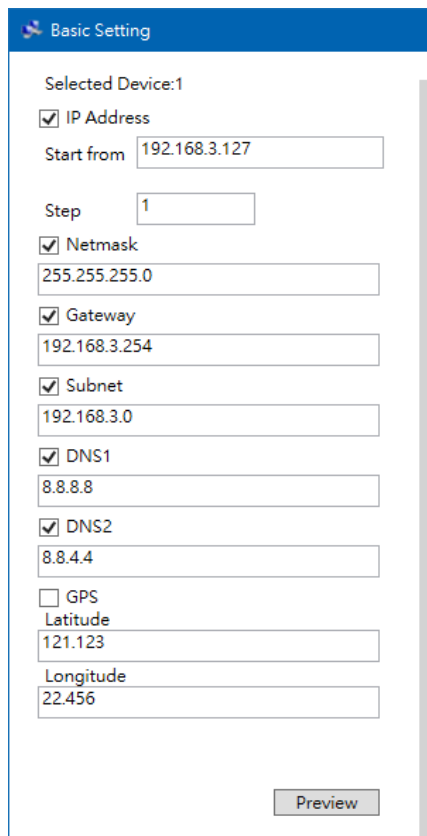 Basic Setting
Selected Device:1
IP Address
Start from 192.168.3.127
Step 1
Netmask
255.255.255.0
Gateway
192.168.3.254
Subnet
192.168.3.0
DNS1
8.8.8.8
DNS2
8.8.4.4
GPS
Latitude
121.123
Longitude
22.456
Preview